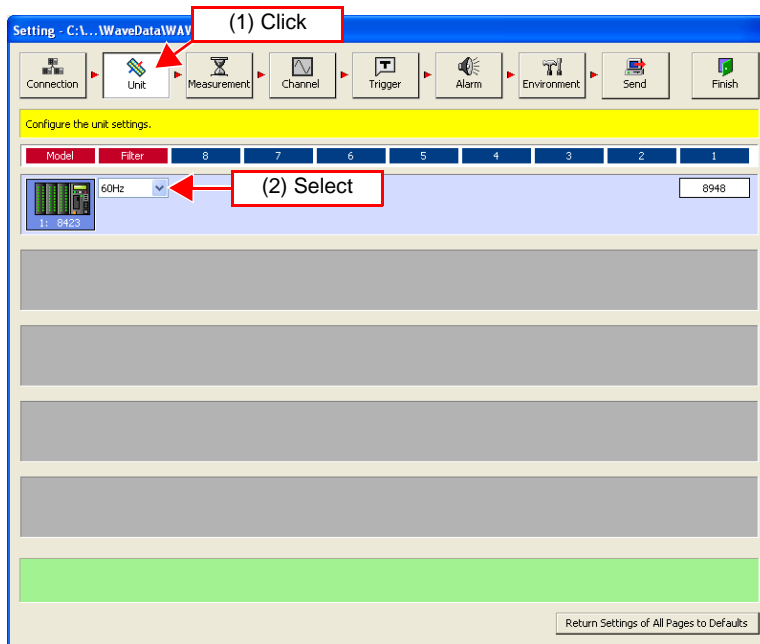 (1) Click
Setting - C:\...\WaveData\WAV
Connection Unit Measurement Channel Trigger Alarm Environment Send Finish
Configure the unit settings.
Model Filter 8 7 6 5 4 3 2 1
60Hz (2) Select 8948
1: 8423
Return Settings of All Pages to Defaults